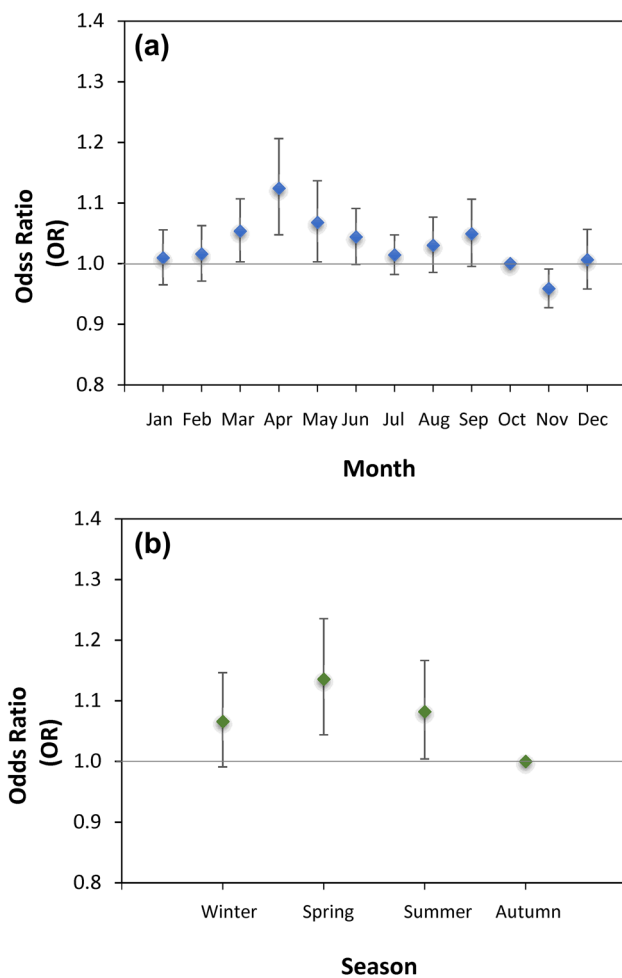 (a)
1.4
1.3
1.2
1.1
1.0
0.9
0.8
Odss Ratio
(OR)
Jan Feb Mar Apr May Jun Jul Aug Sep Oct Nov Dec
Month
(b)
1.4
1.3
1.2
1.1
1.0
0.9
0.8
Odds Ratio
(OR)
Winter Spring Summer Autumn
Season